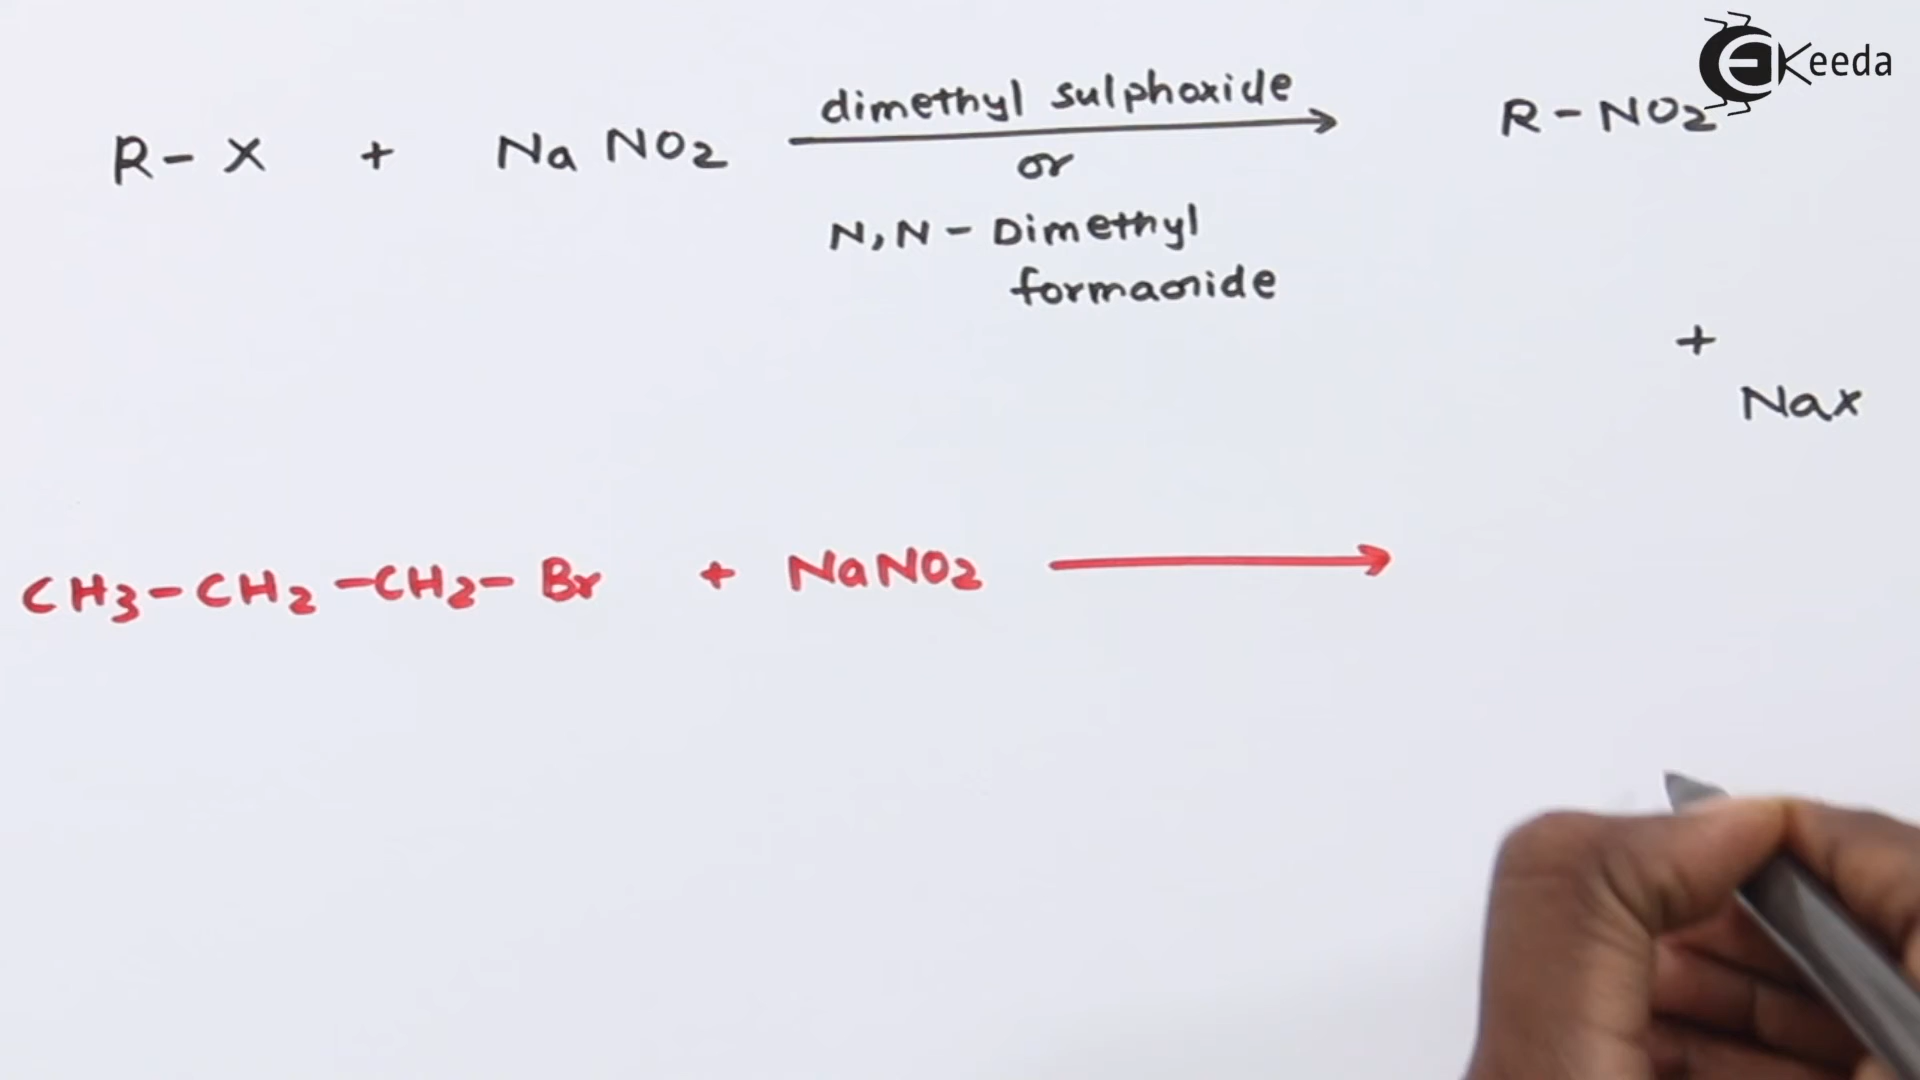 Keeda
R - X + Na NO2 dimethyl sulphoxide R - NO2
or
N,N - Dimethyl
formamide
+
Nax
CH3-CH2-CH2-Br + NaNO2